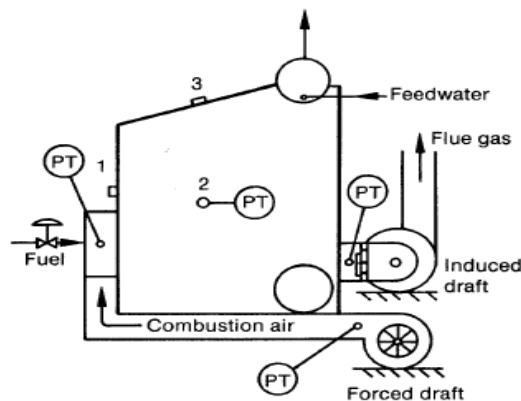 3
Feedwater
Flue gas
PT
1
2
PT
PT
Fuel
Induced
draft
Combustion air
PT
Forced draft